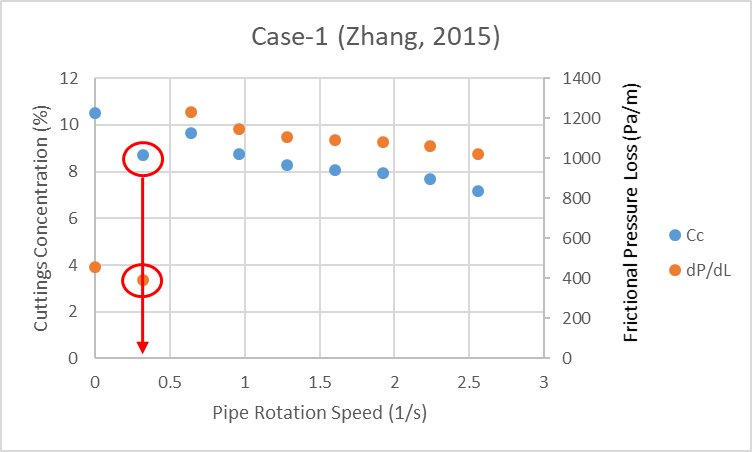 Case-1 (Zhang, 2015)
12
10
8
6
4
2
0
Cuttings Concentration (%)
1400
1200
1000
800
600
400
200
0
Frictional Pressure Loss (Pa/m)
0 0.5 1 1.5 2 2.5 3
Pipe Rotation Speed (1/s)
Cc
dP/dL